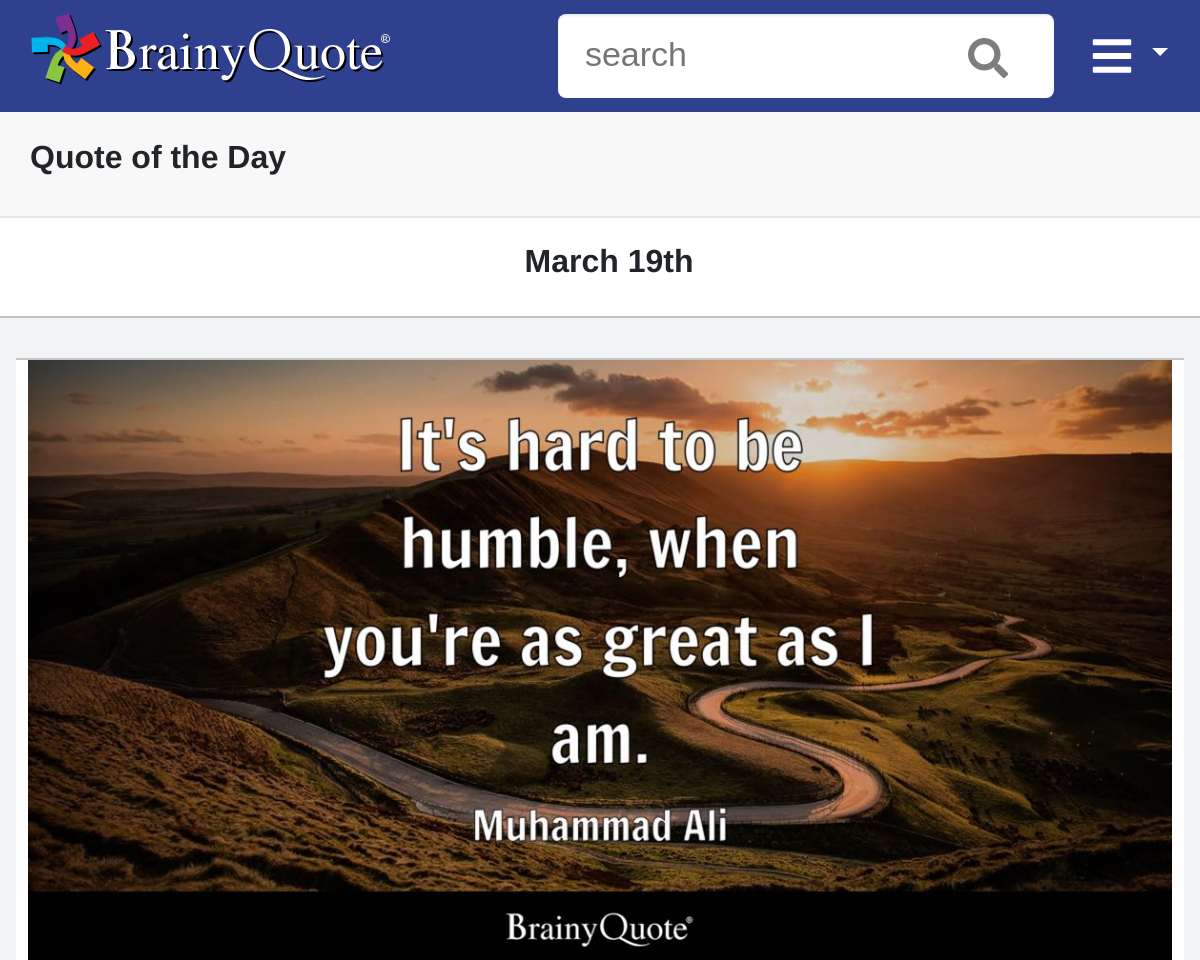 BrainyQuote®
search
Quote of the Day
March 19th
It's hard to be
humble, when
you're as great as I
am.
Muhammad Ali
BrainyQuote®